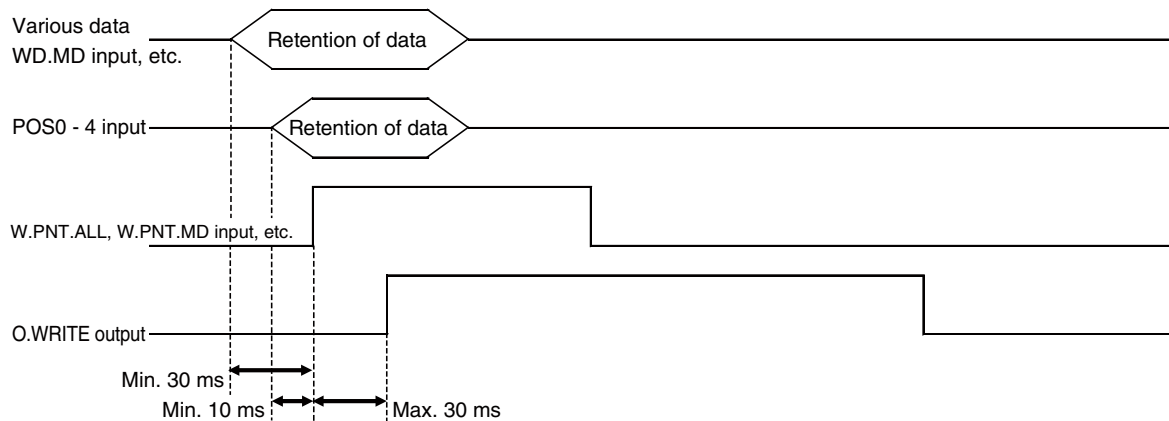 Various data
WD.MD input, etc.
Retention of data
POS0 - 4 input
Retention of data
W.PNT.ALL, W.PNT.MD input, etc.
O.WRITE output
Min. 30 ms
Min. 10 ms
Max. 30 ms